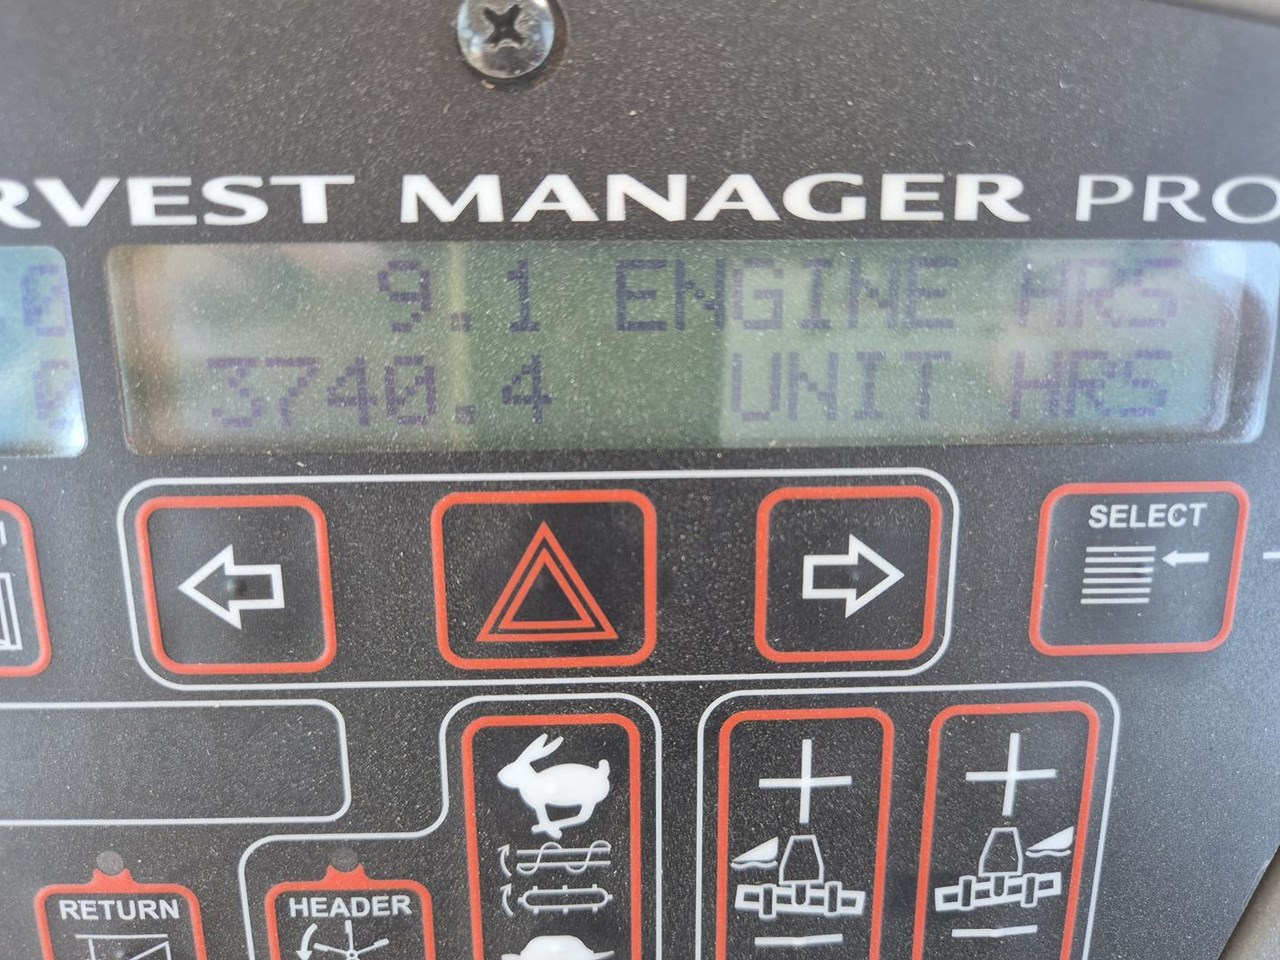 RVEST MANAGER PRO
9.1 ENGINE HRS
3740.4 UNIT HRS
SELECT
RETURN
HEADER